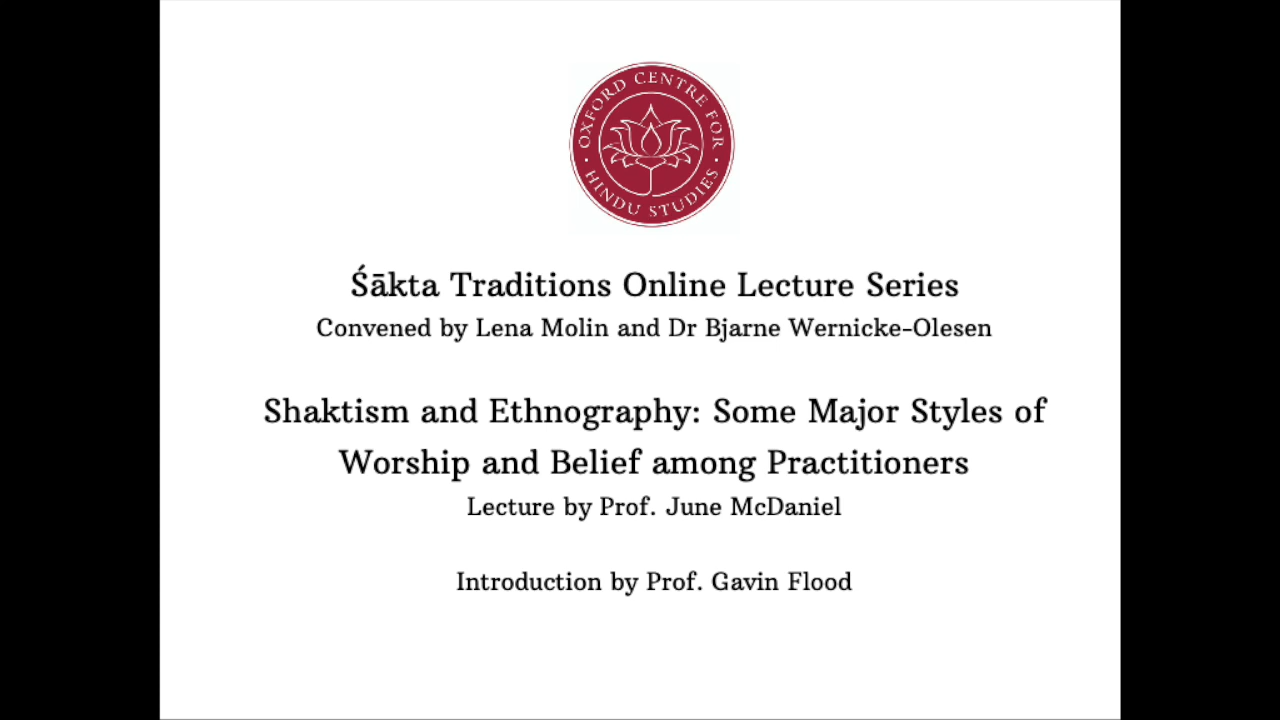 OXFORD CENTRE FOR
· HINDU STUDIES ·
Śākta Traditions Online Lecture Series
Convened by Lena Molin and Dr Bjarne Wernicke-Olesen
Shaktism and Ethnography: Some Major Styles of
Worship and Belief among Practitioners
Lecture by Prof. June McDaniel
Introduction by Prof. Gavin Flood